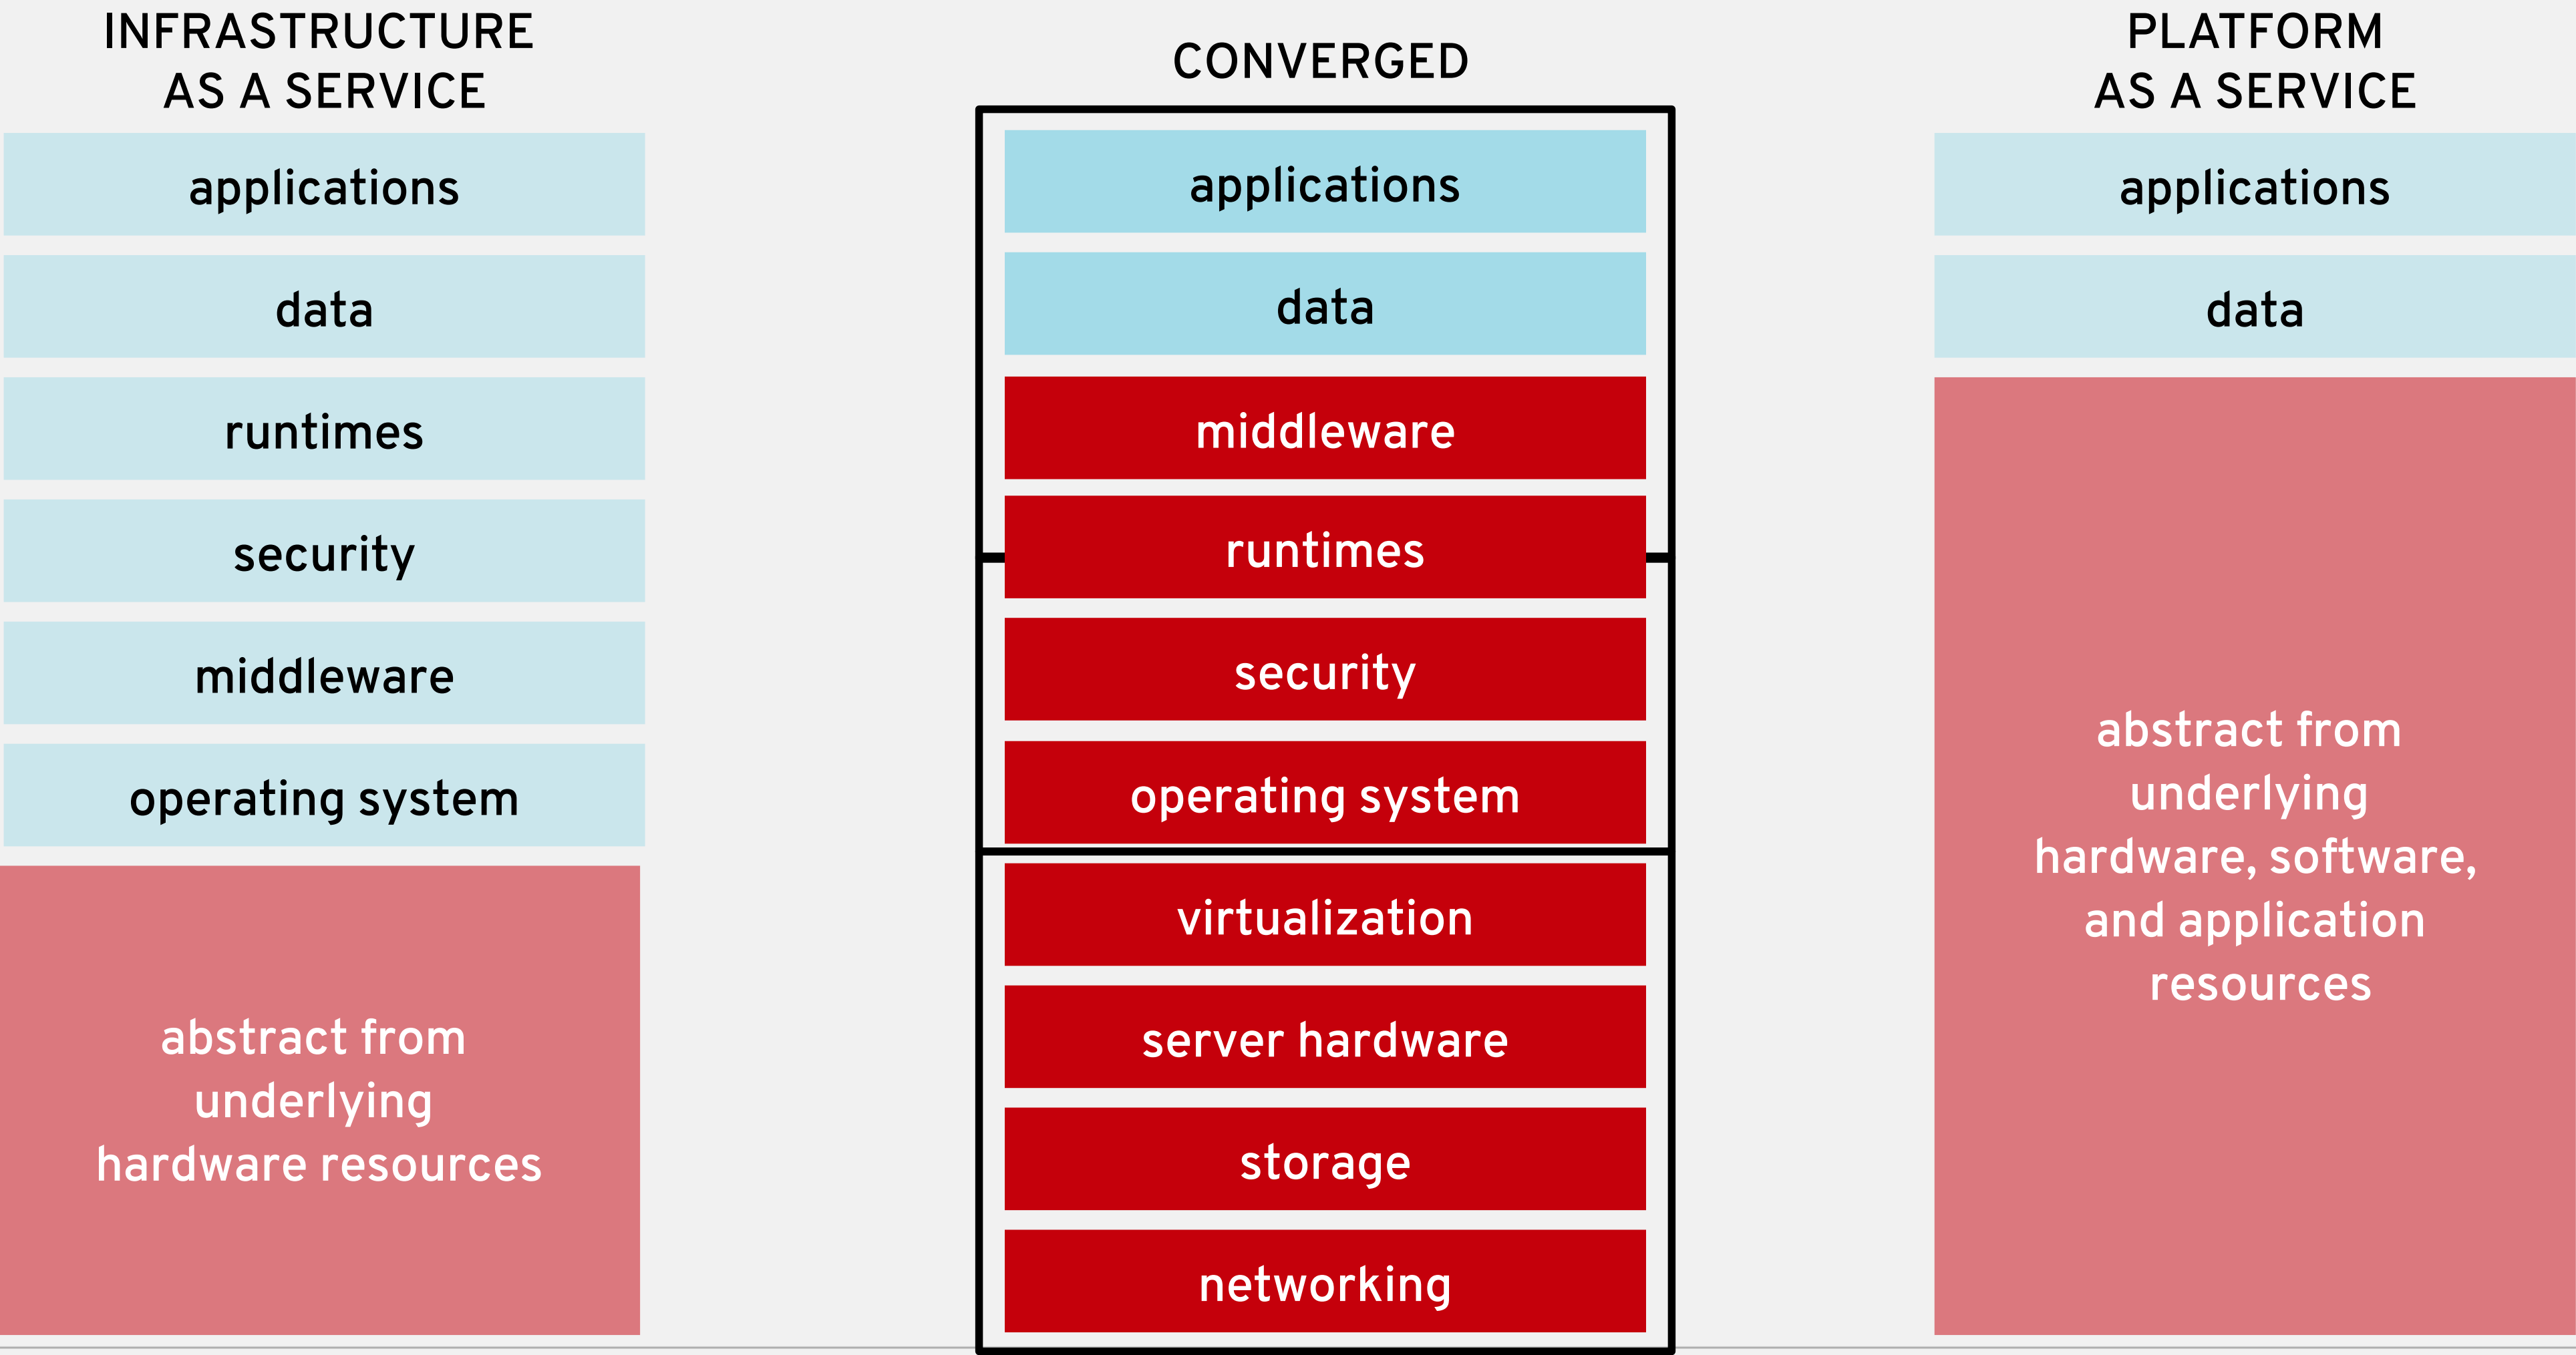 INFRASTRUCTURE
AS A SERVICE
applications
data
runtimes
security
middleware
operating system
abstract from
underlying
hardware resources
CONVERGED
applications
data
middleware
runtimes
security
operating system
virtualization
server hardware
storage
networking
PLATFORM
AS A SERVICE
applications
data
abstract from
underlying
hardware, software,
and application
resources